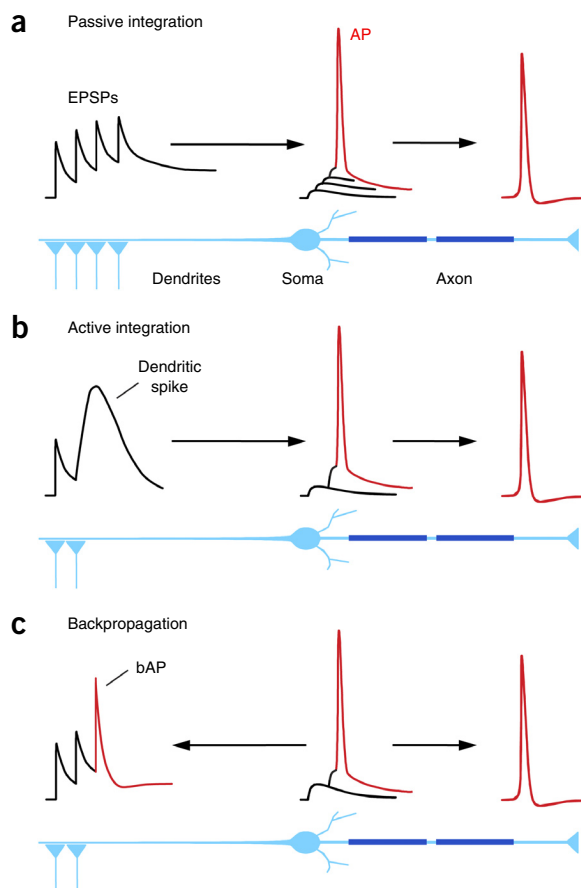 a
Passive integration
AP
EPSPs
Dendrites
Soma
Axon
b
Active integration
Dendritic
spike
c
Backpropagation
bAP